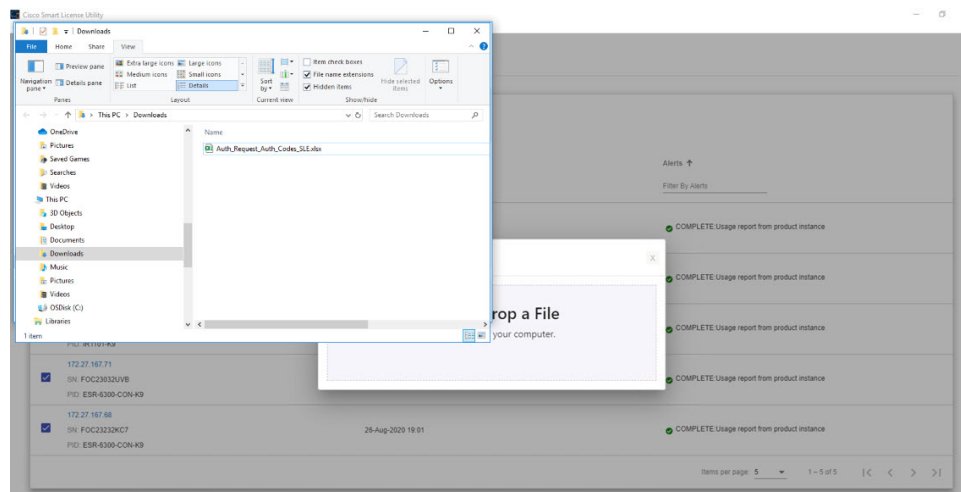 Cisco Smart Licence Utility
Downloads
File Home Share View
Navigation pane
Preview pane
Details pane
Panes
Extra large icons Large icons
Medium icons Small icons
List Details
Layout
Sort by
Current view
Item check boxes
File name extensions
Hidden items
Hide selected items
Show/hide
Options
This PC > Downloads
Search Downloads
OneDrive
Pictures
Saved Games
Searches
Videos
This PC
3D Objects
Desktop
Documents
Downloads
Music
Pictures
Videos
OSDisk (C:)
Libraries
Name
Auth_Request_Auth_Codes_SLE.xlsx
1 item
Alerts ↑
Filter By Alerts
COMPLETE:Usage report from product instance
COMPLETE:Usage report from product instance
X
rop a File
your computer.
COMPLETE:Usage report from product instance
PID: IR1101-K9
172.27.167.71
SN: FOC23032UVB
PID: ESR-6300-CON-K9
COMPLETE:Usage report from product instance
172.27.167.68
SN: FOC23232KC7
PID: ESR-6300-CON-K9
26-Aug-2020 19:01
COMPLETE:Usage report from product instance
Items per page: 5 1 – 5 of 5